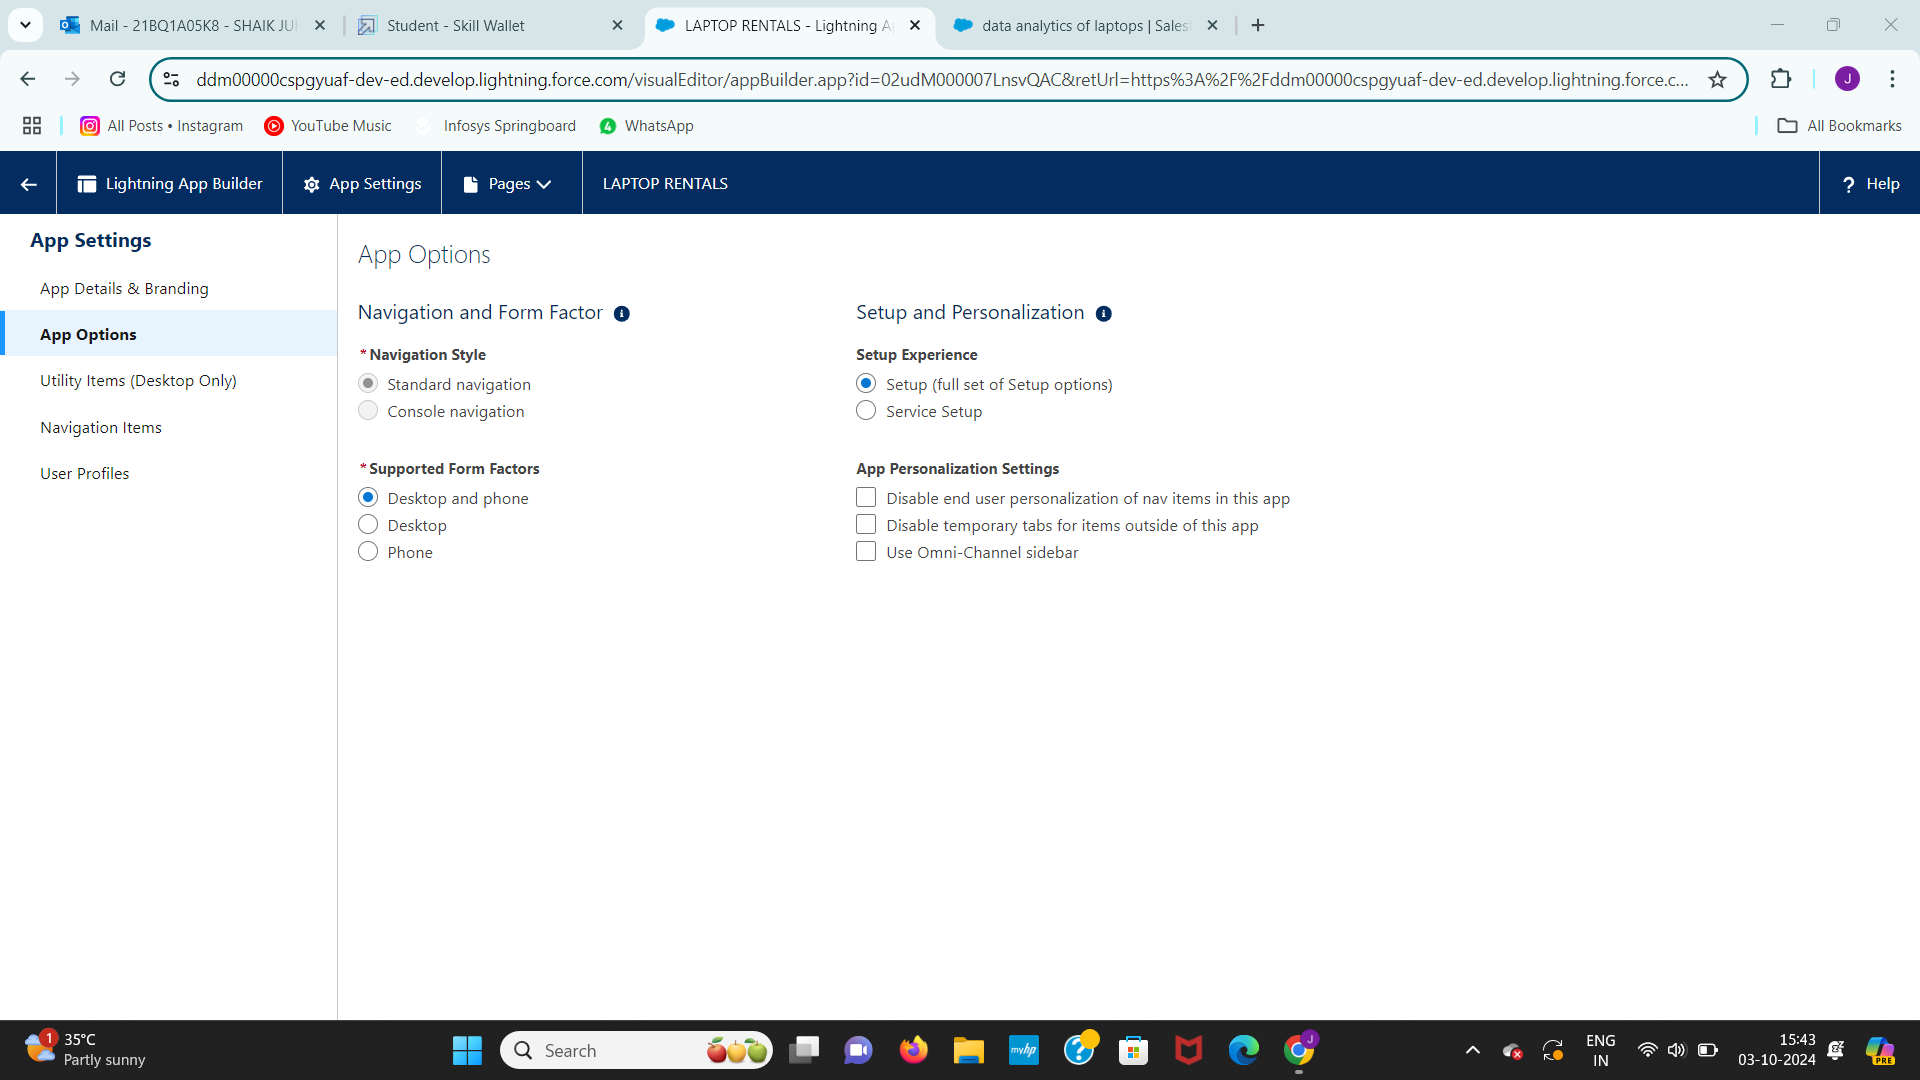 Mail - 21BQ1A05K8 - SHAIK JU
Student - Skill Wallet
LAPTOP RENTALS - Lightning A
data analytics of laptops | Sales
ddm00000cspgyuaf-dev-ed.develop.lightning.force.com/visualEditor/appBuilder.app?id=02udM000007LnsvQAC&retUrl=https%3A%2F%2Fddm00000cspgyuaf-dev-ed.develop.lightning.force.c...
J
All Posts • Instagram
YouTube Music
Infosys Springboard
4
WhatsApp
All Bookmarks
Lightning App Builder
App Settings
Pages
LAPTOP RENTALS
? Help
App Settings
App Details & Branding
App Options
Utility Items (Desktop Only)
Navigation Items
User Profiles
App Options
Navigation and Form Factor
*Navigation Style
Standard navigation
Console navigation
*Supported Form Factors
Desktop and phone
Desktop
Phone
Setup and Personalization
Setup Experience
Setup (full set of Setup options)
Service Setup
App Personalization Settings
Disable end user personalization of nav items in this app
Disable temporary tabs for items outside of this app
Use Omni-Channel sidebar
1
35°C
Partly sunny
Search
myhp
J
ENG
IN
15:43
03-10-2024
PRE